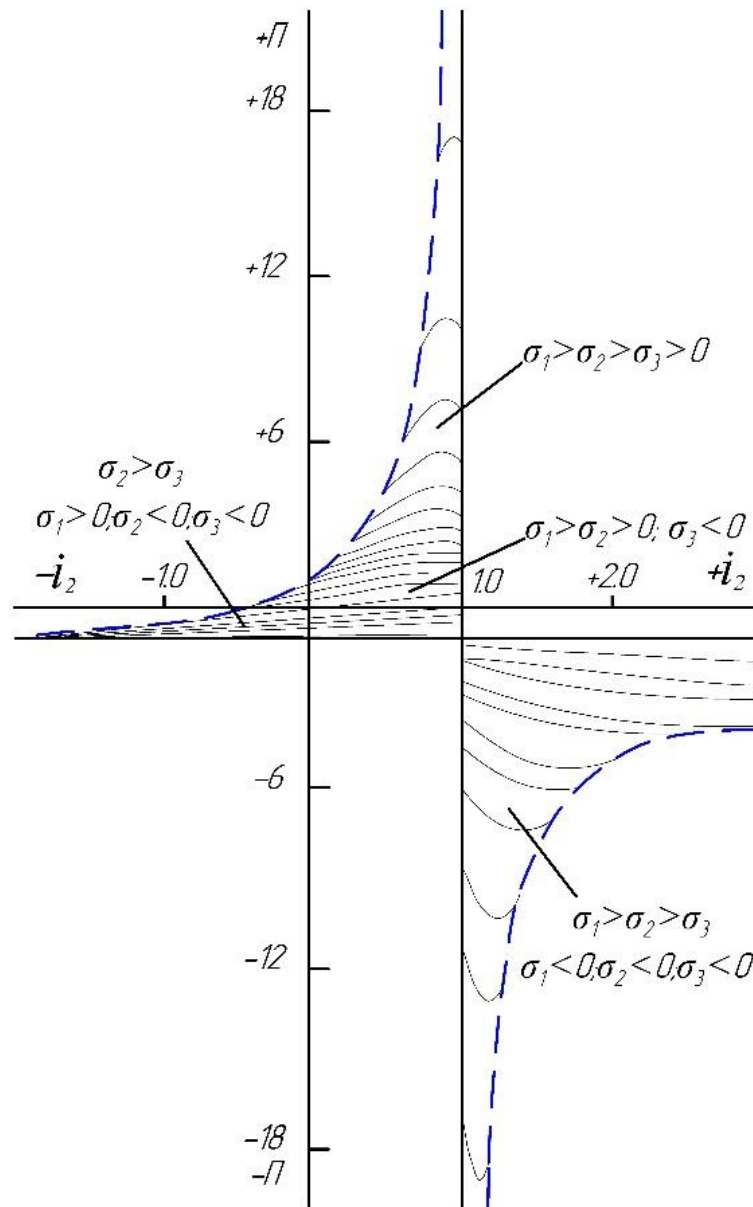 +П
+18
+12
σ₁>σ₂>σ₃>0
+6
σ₂>σ₃
σ₁>0,σ₂<0,σ₃<0
σ₁>σ₂>0; σ₃<0
–i₂
–1.0
1.0
+2.0
+i₂
–6
σ₁>σ₂>σ₃
σ₁<0,σ₂<0,σ₃<0
–12
–18
–П